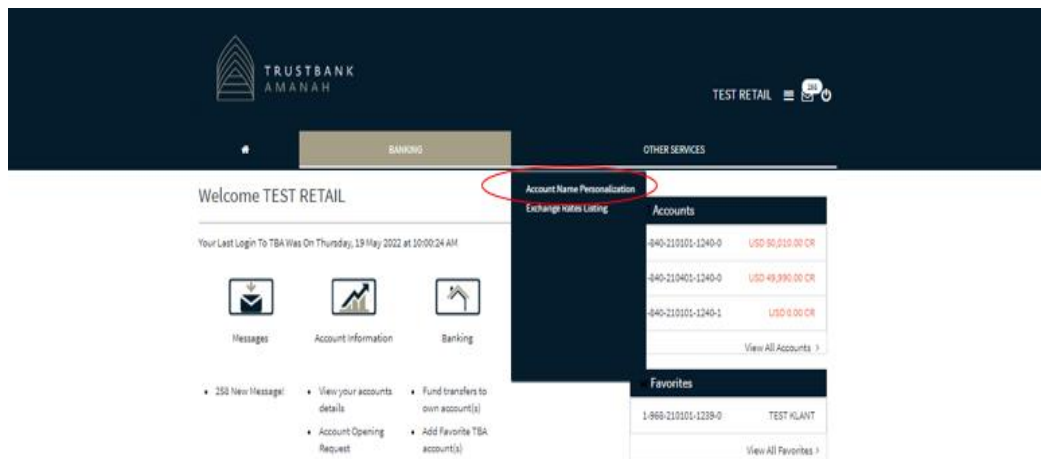 TRUSTBANK
AMANAH
TEST RETAIL
BANKING
OTHER SERVICES
Welcome TEST RETAIL
Account Name Personalization
Exchange Rates Listing
Accounts
Your Last Login To TBA Was On Thursday, 19 May 2022 at 10:00:24 AM
-840-210101-1240-0 USD 50,010.00 CR
-840-210401-1240-0 USD 49,990.00 CR
-840-210101-1240-1 USD 0.00 CR
View All Accounts >
Messages
Account Information
Banking
• 258 New Message!
• View your accounts
details
• Account Opening
Request
• Fund transfers to
own account(s)
• Add Favorite TBA
account(s)
Favorites
1-968-210101-1239-0 TEST KLANT
View All Favorites >